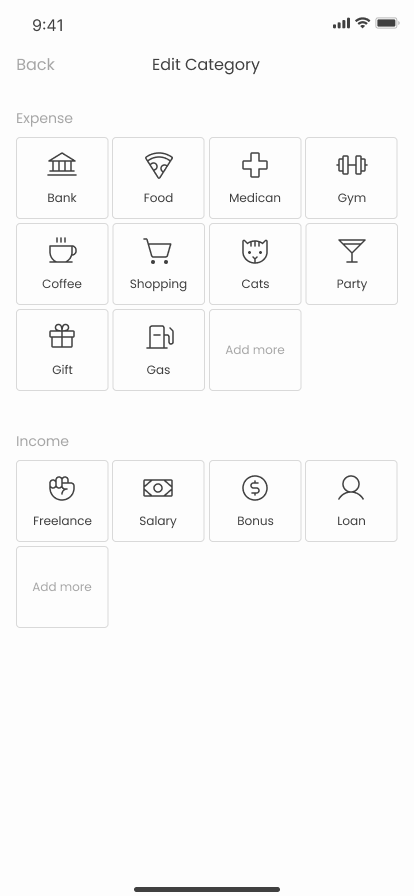 9:41
Back Edit Category
Expense
Bank Food Medican Gym
Coffee Shopping Cats Party
Gift Gas Add more
Income
Freelance Salary Bonus Loan
Add more